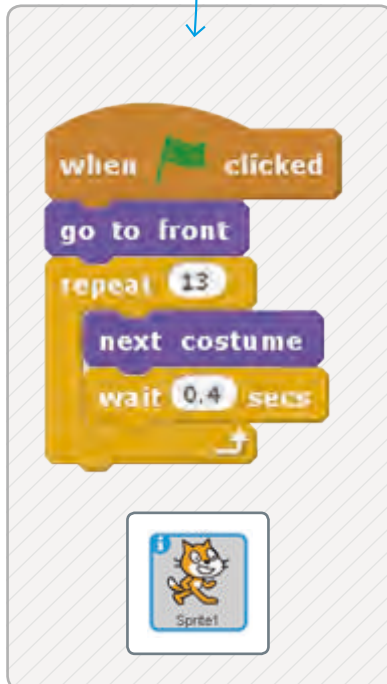 when clicked
go to front
repeat 13
next costume
wait 0.4 secs
i
Sprite1